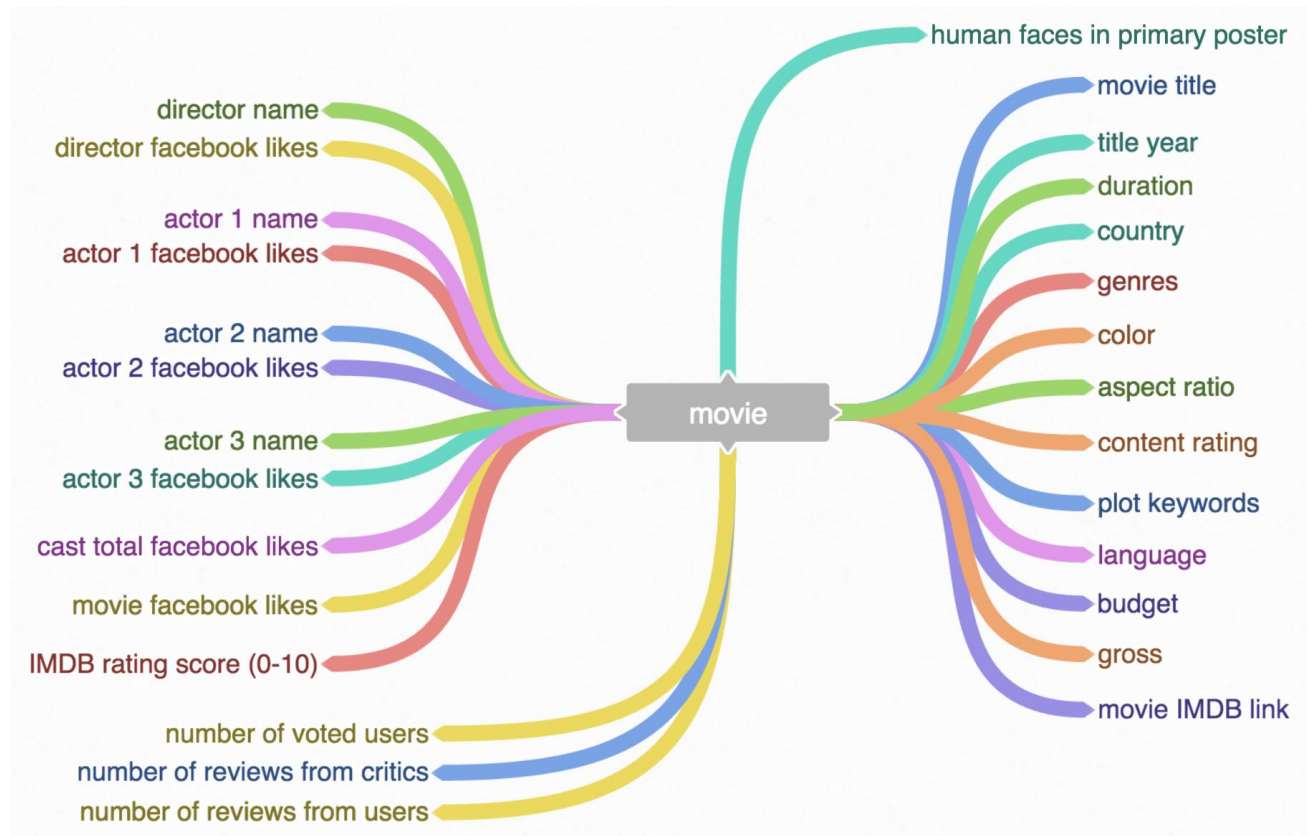 human faces in primary poster
director name
director facebook likes
actor 1 name
actor 1 facebook likes
actor 2 name
actor 2 facebook likes
actor 3 name
actor 3 facebook likes
cast total facebook likes
movie facebook likes
IMDB rating score (0-10)
number of voted users
number of reviews from critics
number of reviews from users
movie
movie title
title year
duration
country
genres
color
aspect ratio
content rating
plot keywords
language
budget
gross
movie IMDB link